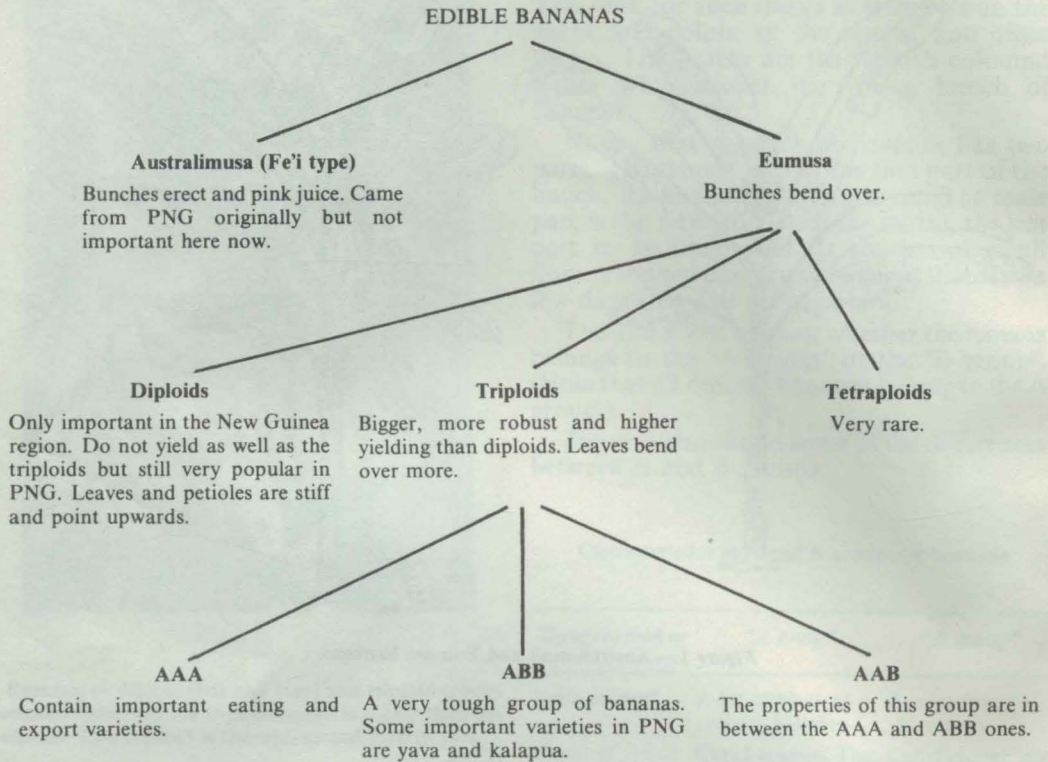 EDIBLE BANANAS
Australimusa (Fe'i type)
Bunches erect and pink juice. Came
from PNG originally but not
important here now.
Eumusa
Bunches bend over.
Diploids
Only important in the New Guinea
region. Do not yield as well as the
triploids but still very popular in
PNG. Leaves and petioles are stiff
and point upwards.
Triploids
Bigger, more robust and higher
yielding than diploids. Leaves bend
over more.
Tetraploids
Very rare.
AAA
Contain important eating and
export varieties.
ABB
A very tough group of bananas.
Some important varieties in PNG
are yava and kalapua.
AAB
The properties of this group are in
between the AAA and ABB ones.